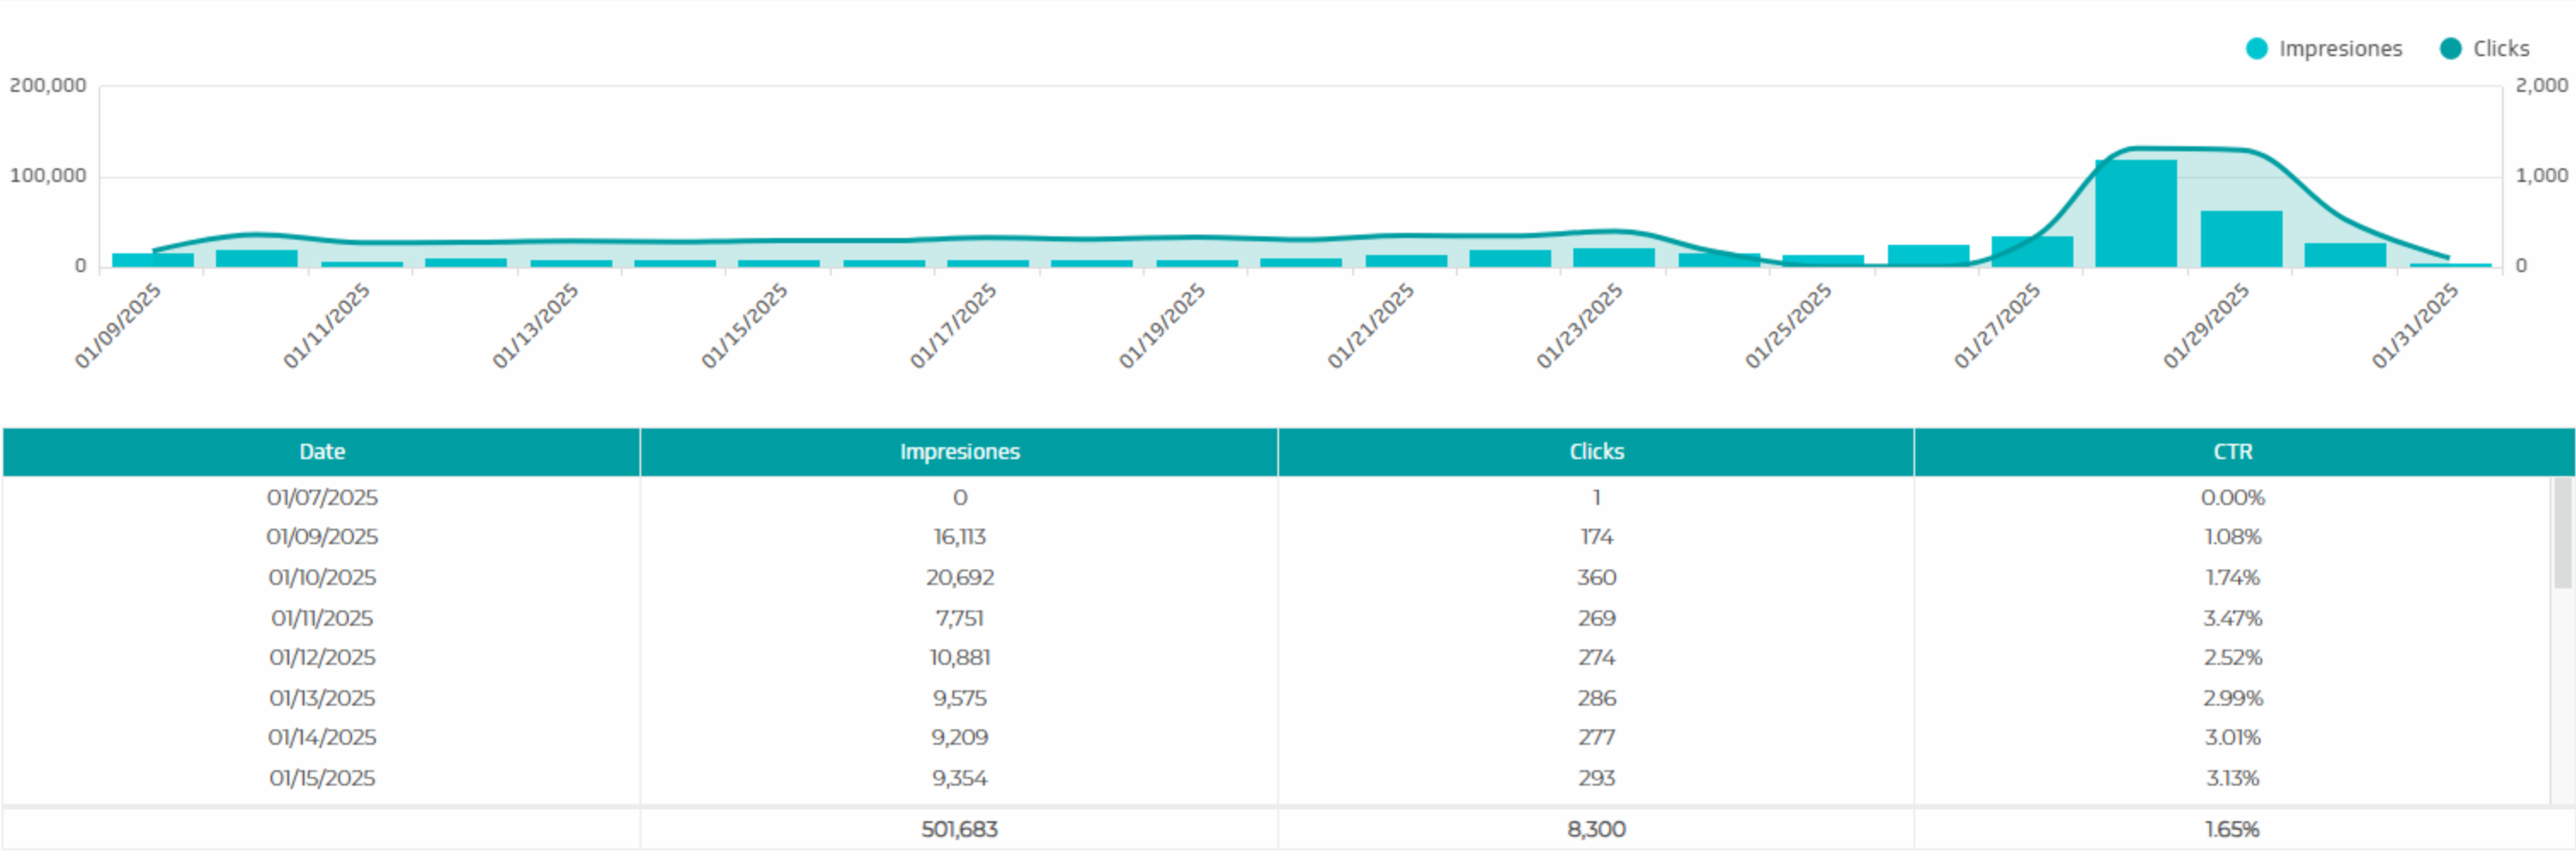 Impresiones Clicks
200,000 2,000
100,000 1,000
0 0
01/09/2025 01/11/2025 01/13/2025 01/15/2025 01/17/2025 01/19/2025 01/21/2025 01/23/2025 01/25/2025 01/27/2025 01/29/2025 01/31/2025
Date Impresiones Clicks CTR
01/07/2025 0 1 0.00%
01/09/2025 16,113 174 1.08%
01/10/2025 20,692 360 1.74%
01/11/2025 7,751 269 3.47%
01/12/2025 10,881 274 2.52%
01/13/2025 9,575 286 2.99%
01/14/2025 9,209 277 3.01%
01/15/2025 9,354 293 3.13%
501,683 8,300 1.65%